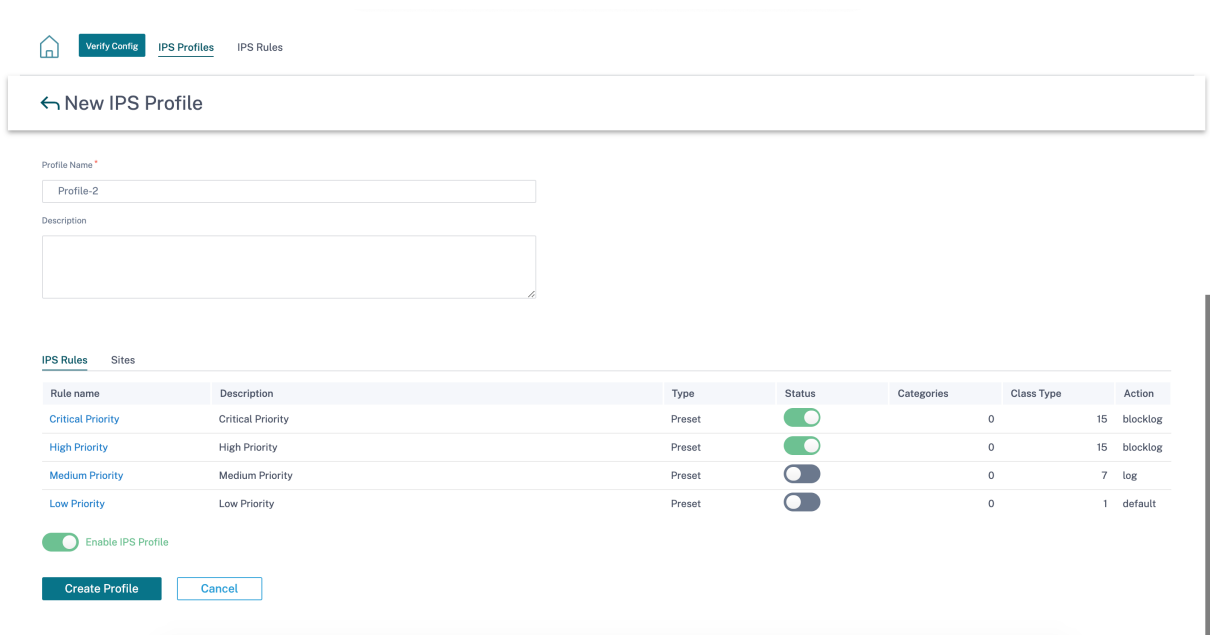 Verify Config IPS Profiles IPS Rules
New IPS Profile
Profile Name *
Profile-2
Description
IPS Rules Sites
Rule name Description Type Status Categories Class Type Action
Critical Priority Critical Priority Preset 0 15 blocklog
High Priority High Priority Preset 0 15 blocklog
Medium Priority Medium Priority Preset 0 7 log
Low Priority Low Priority Preset 0 1 default
Enable IPS Profile
Create Profile Cancel